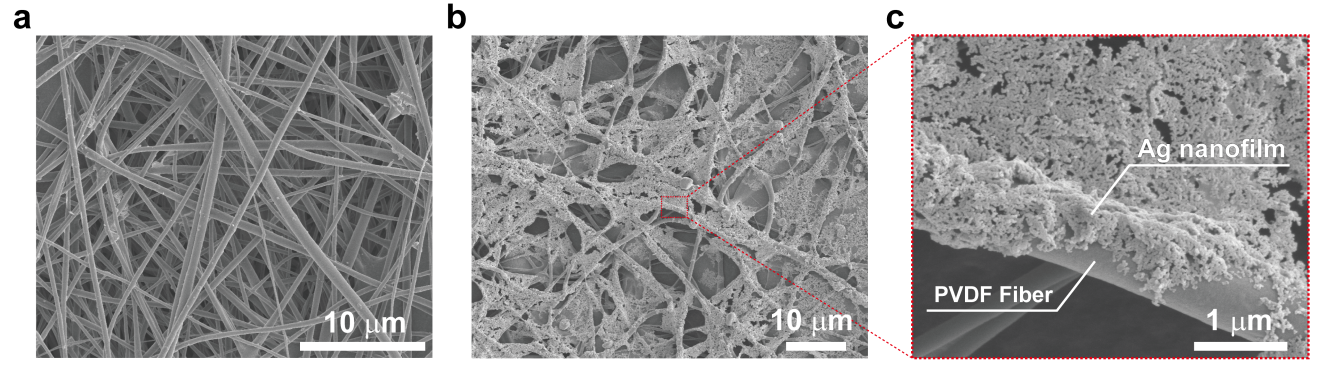 a
b
c
10 μm
10 μm
Ag nanofilm
PVDF Fiber
1 μm